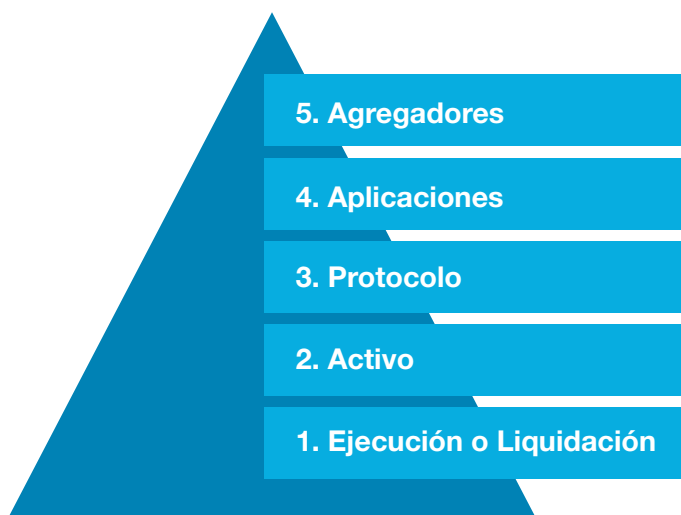 5. Agregadores
4. Aplicaciones
3. Protocolo
2. Activo
1. Ejecución o Liquidación